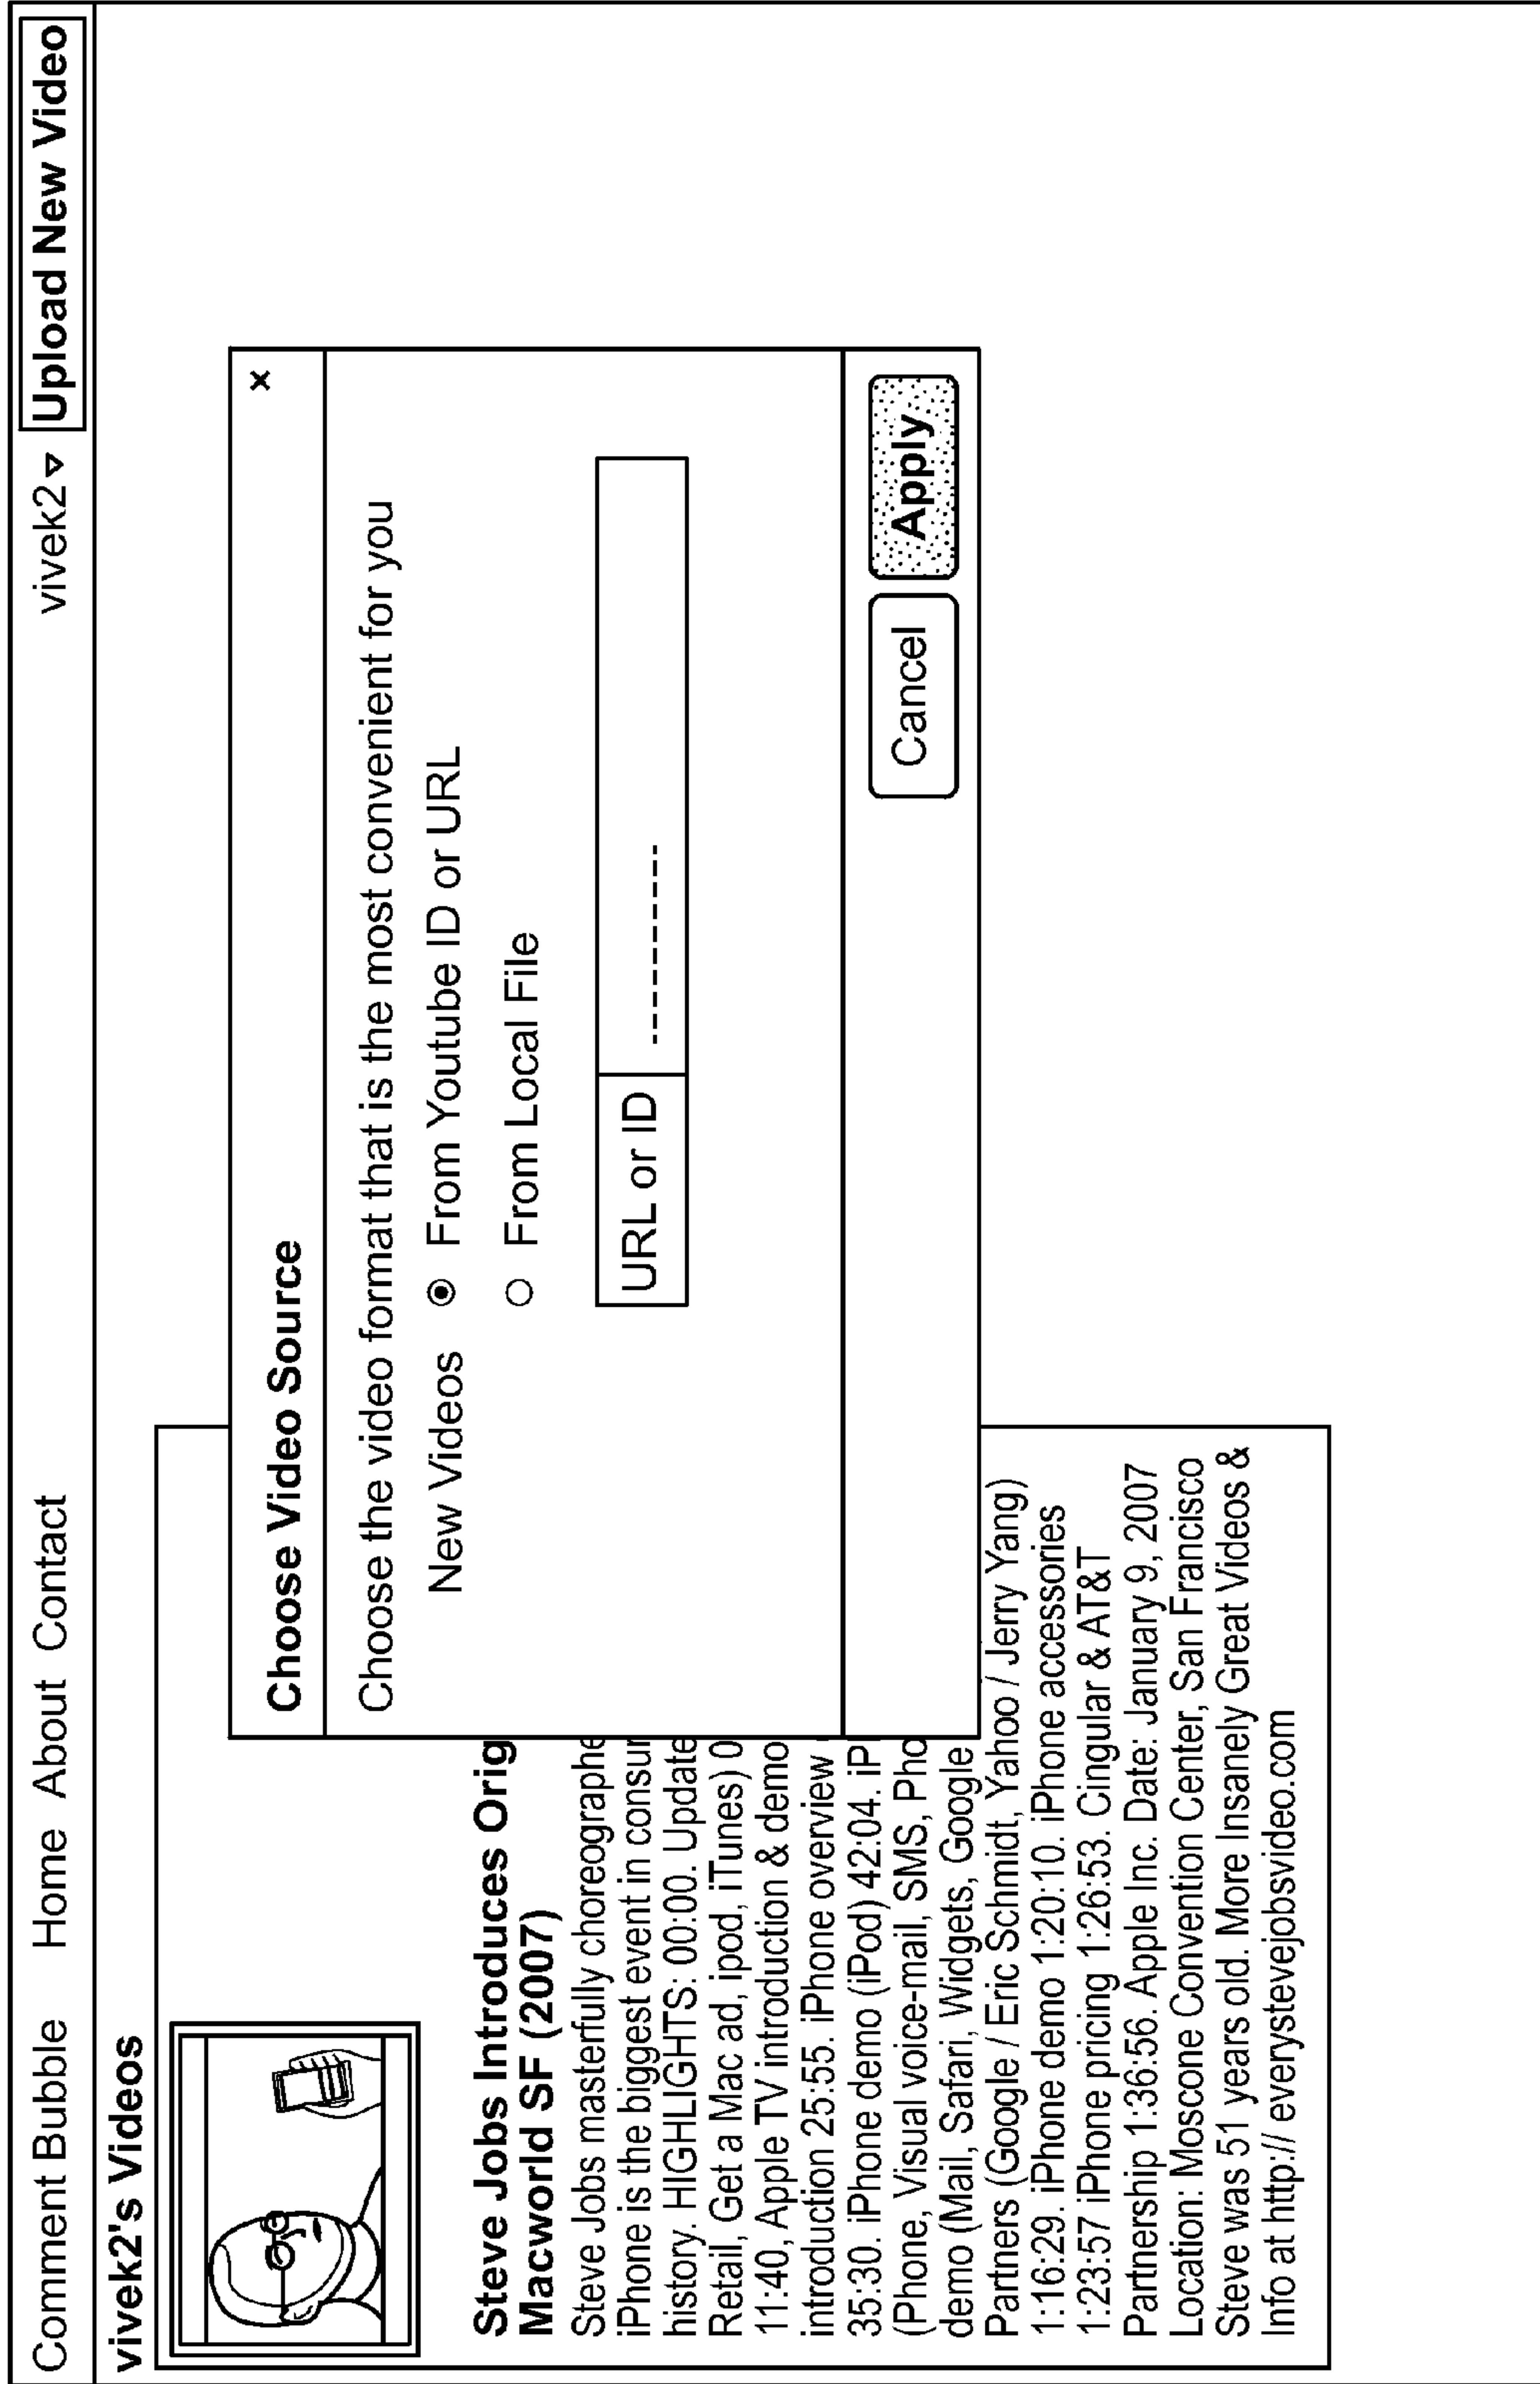 Comment Bubble Home About Contact vivek2 Upload New Video
vivek2's Videos
Choose Video Source x
Choose the video format that is the most convenient for you
New Videos From Youtube ID or URL
From Local File
URL or ID
Cancel Apply
Steve Jobs Introduces Orig
Macworld SF (2007)
Steve Jobs masterfully choreographe
iPhone is the biggest event in consur
history. HIGHLIGHTS: 00:00. Update
Retail, Get a Mac ad, ipod, iTunes) 0
11:40, Apple TV introduction & demo
introduction 25:55. iPhone overview
35:30. iPhone demo (iPod) 42:04. iP
(Phone, Visual voice-mail, SMS, Pho
demo (Mail, Safari, Widgets, Google
Partners (Google / Eric Schmidt, Yahoo / Jerry Yang)
1:16:29. iPhone demo 1:20:10. iPhone accessories
1:23:57 iPhone pricing 1:26:53. Cingular & AT&T
Partnership 1:36:56. Apple Inc. Date: January 9, 2007
Location: Moscone Convention Center, San Francisco
Steve was 51 years old. More Insanely Great Videos &
Info at http:// everystevejobsvideo.com